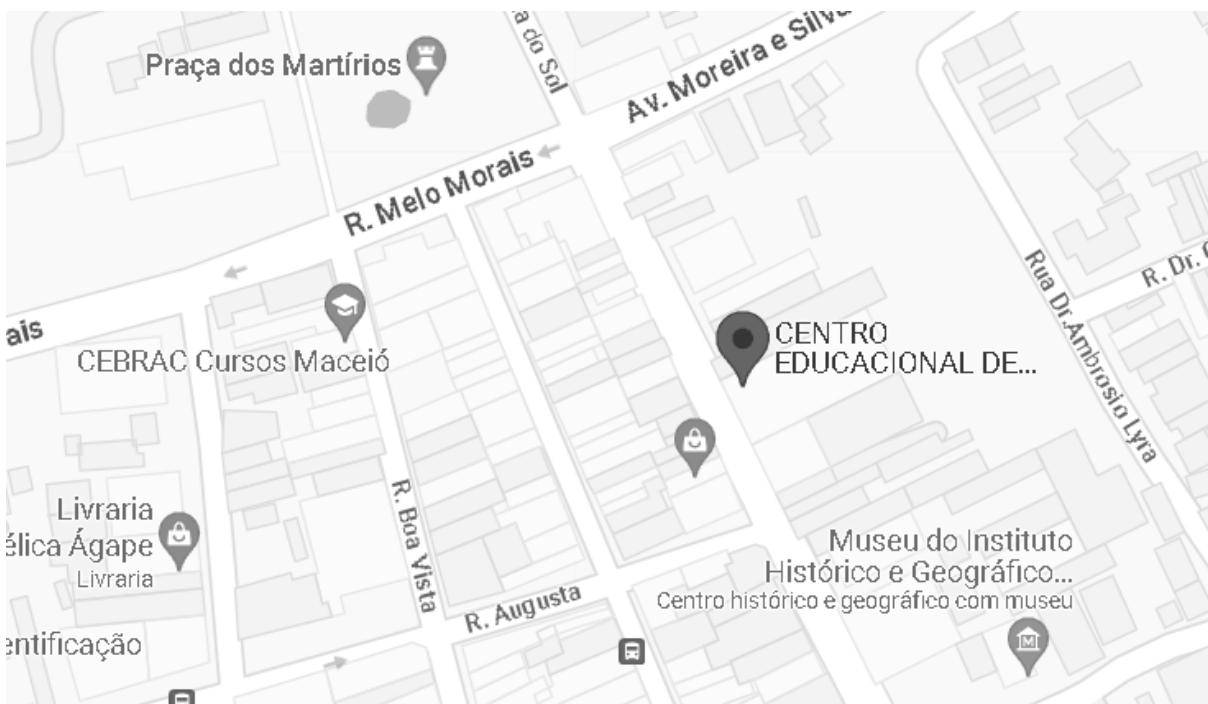 Praça dos Martírios
a do Sol
Av. Moreira e Silva
R. Melo Morais
ais
CEBRAC Cursos Maceió
CENTRO
EDUCACIONAL DE...
Rua Dr.Ambrosio Lyra
R. Dr.
R. Boa Vista
Livraria
élica Ágape
Livraria
Museu do Instituto
Histórico e Geográfico...
Centro histórico e geográfico com museu
M
R. Augusta
entificação